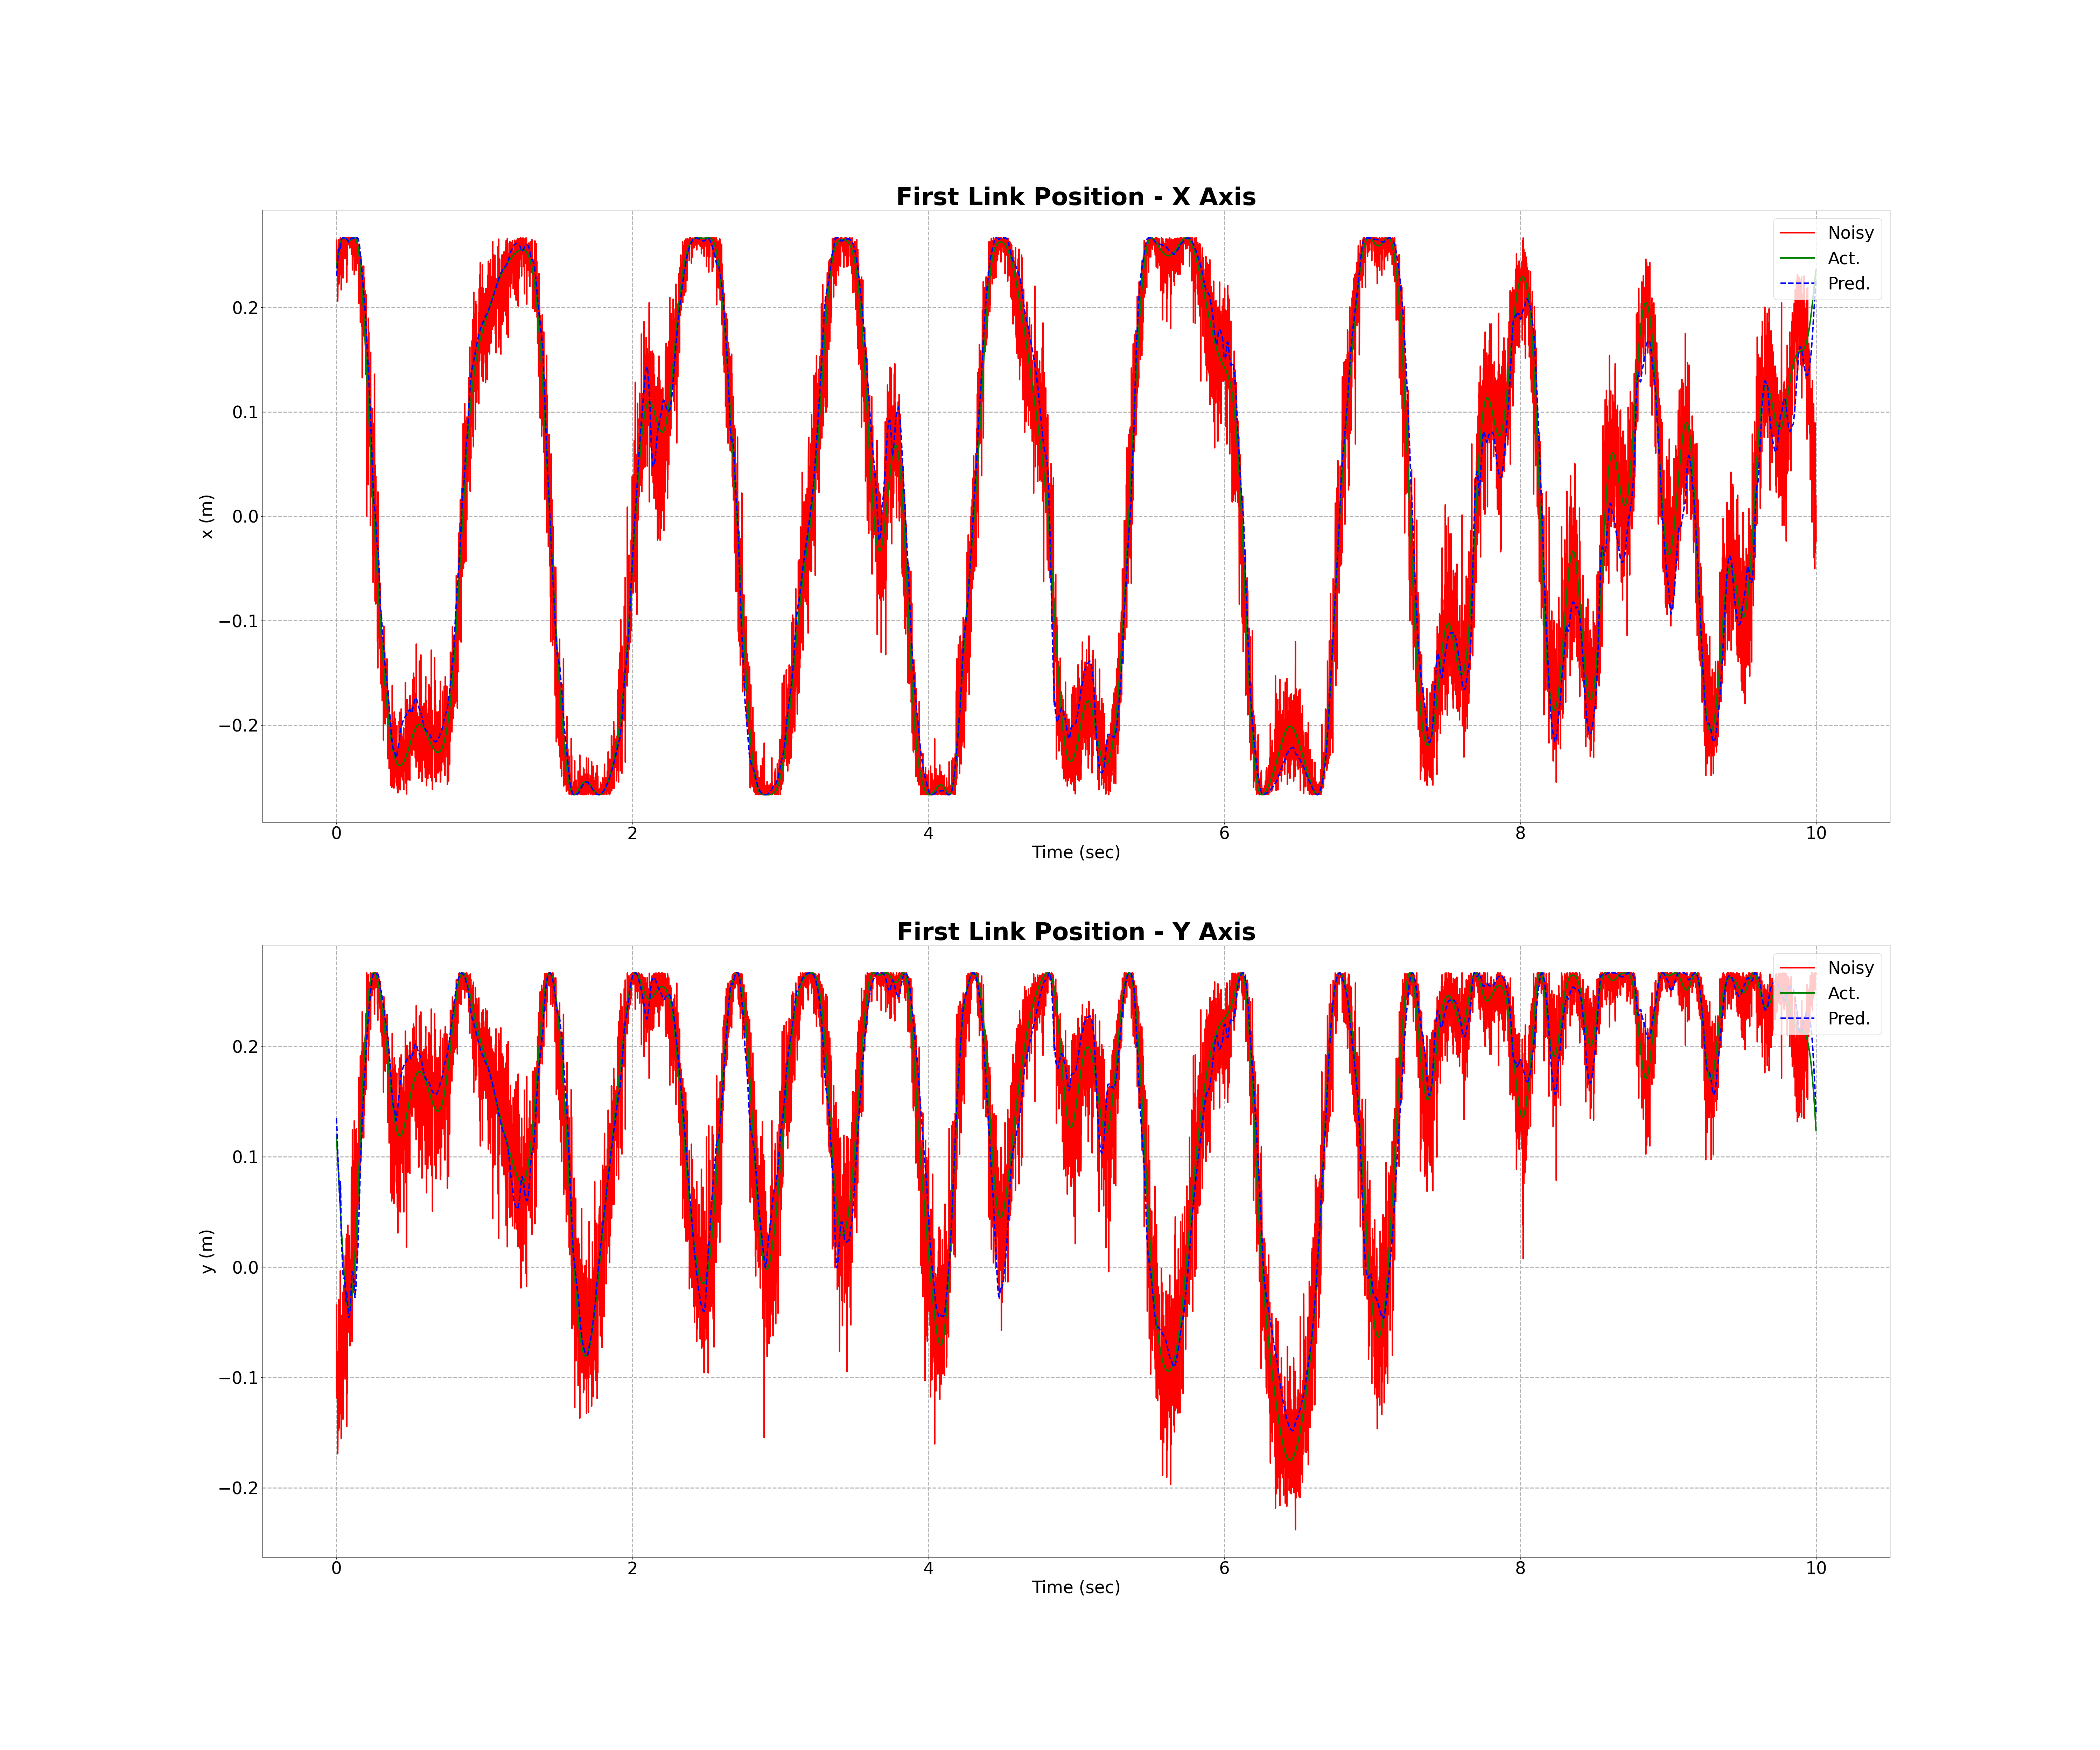 First Link Position - X Axis
Noisy
Act.
Pred.
0.2
0.1
0.0
−0.1
−0.2
x (m)
0 2 4 6 8 10
Time (sec)
First Link Position - Y Axis
Noisy
Act.
Pred.
0.2
0.1
0.0
−0.1
−0.2
y (m)
0 2 4 6 8 10
Time (sec)